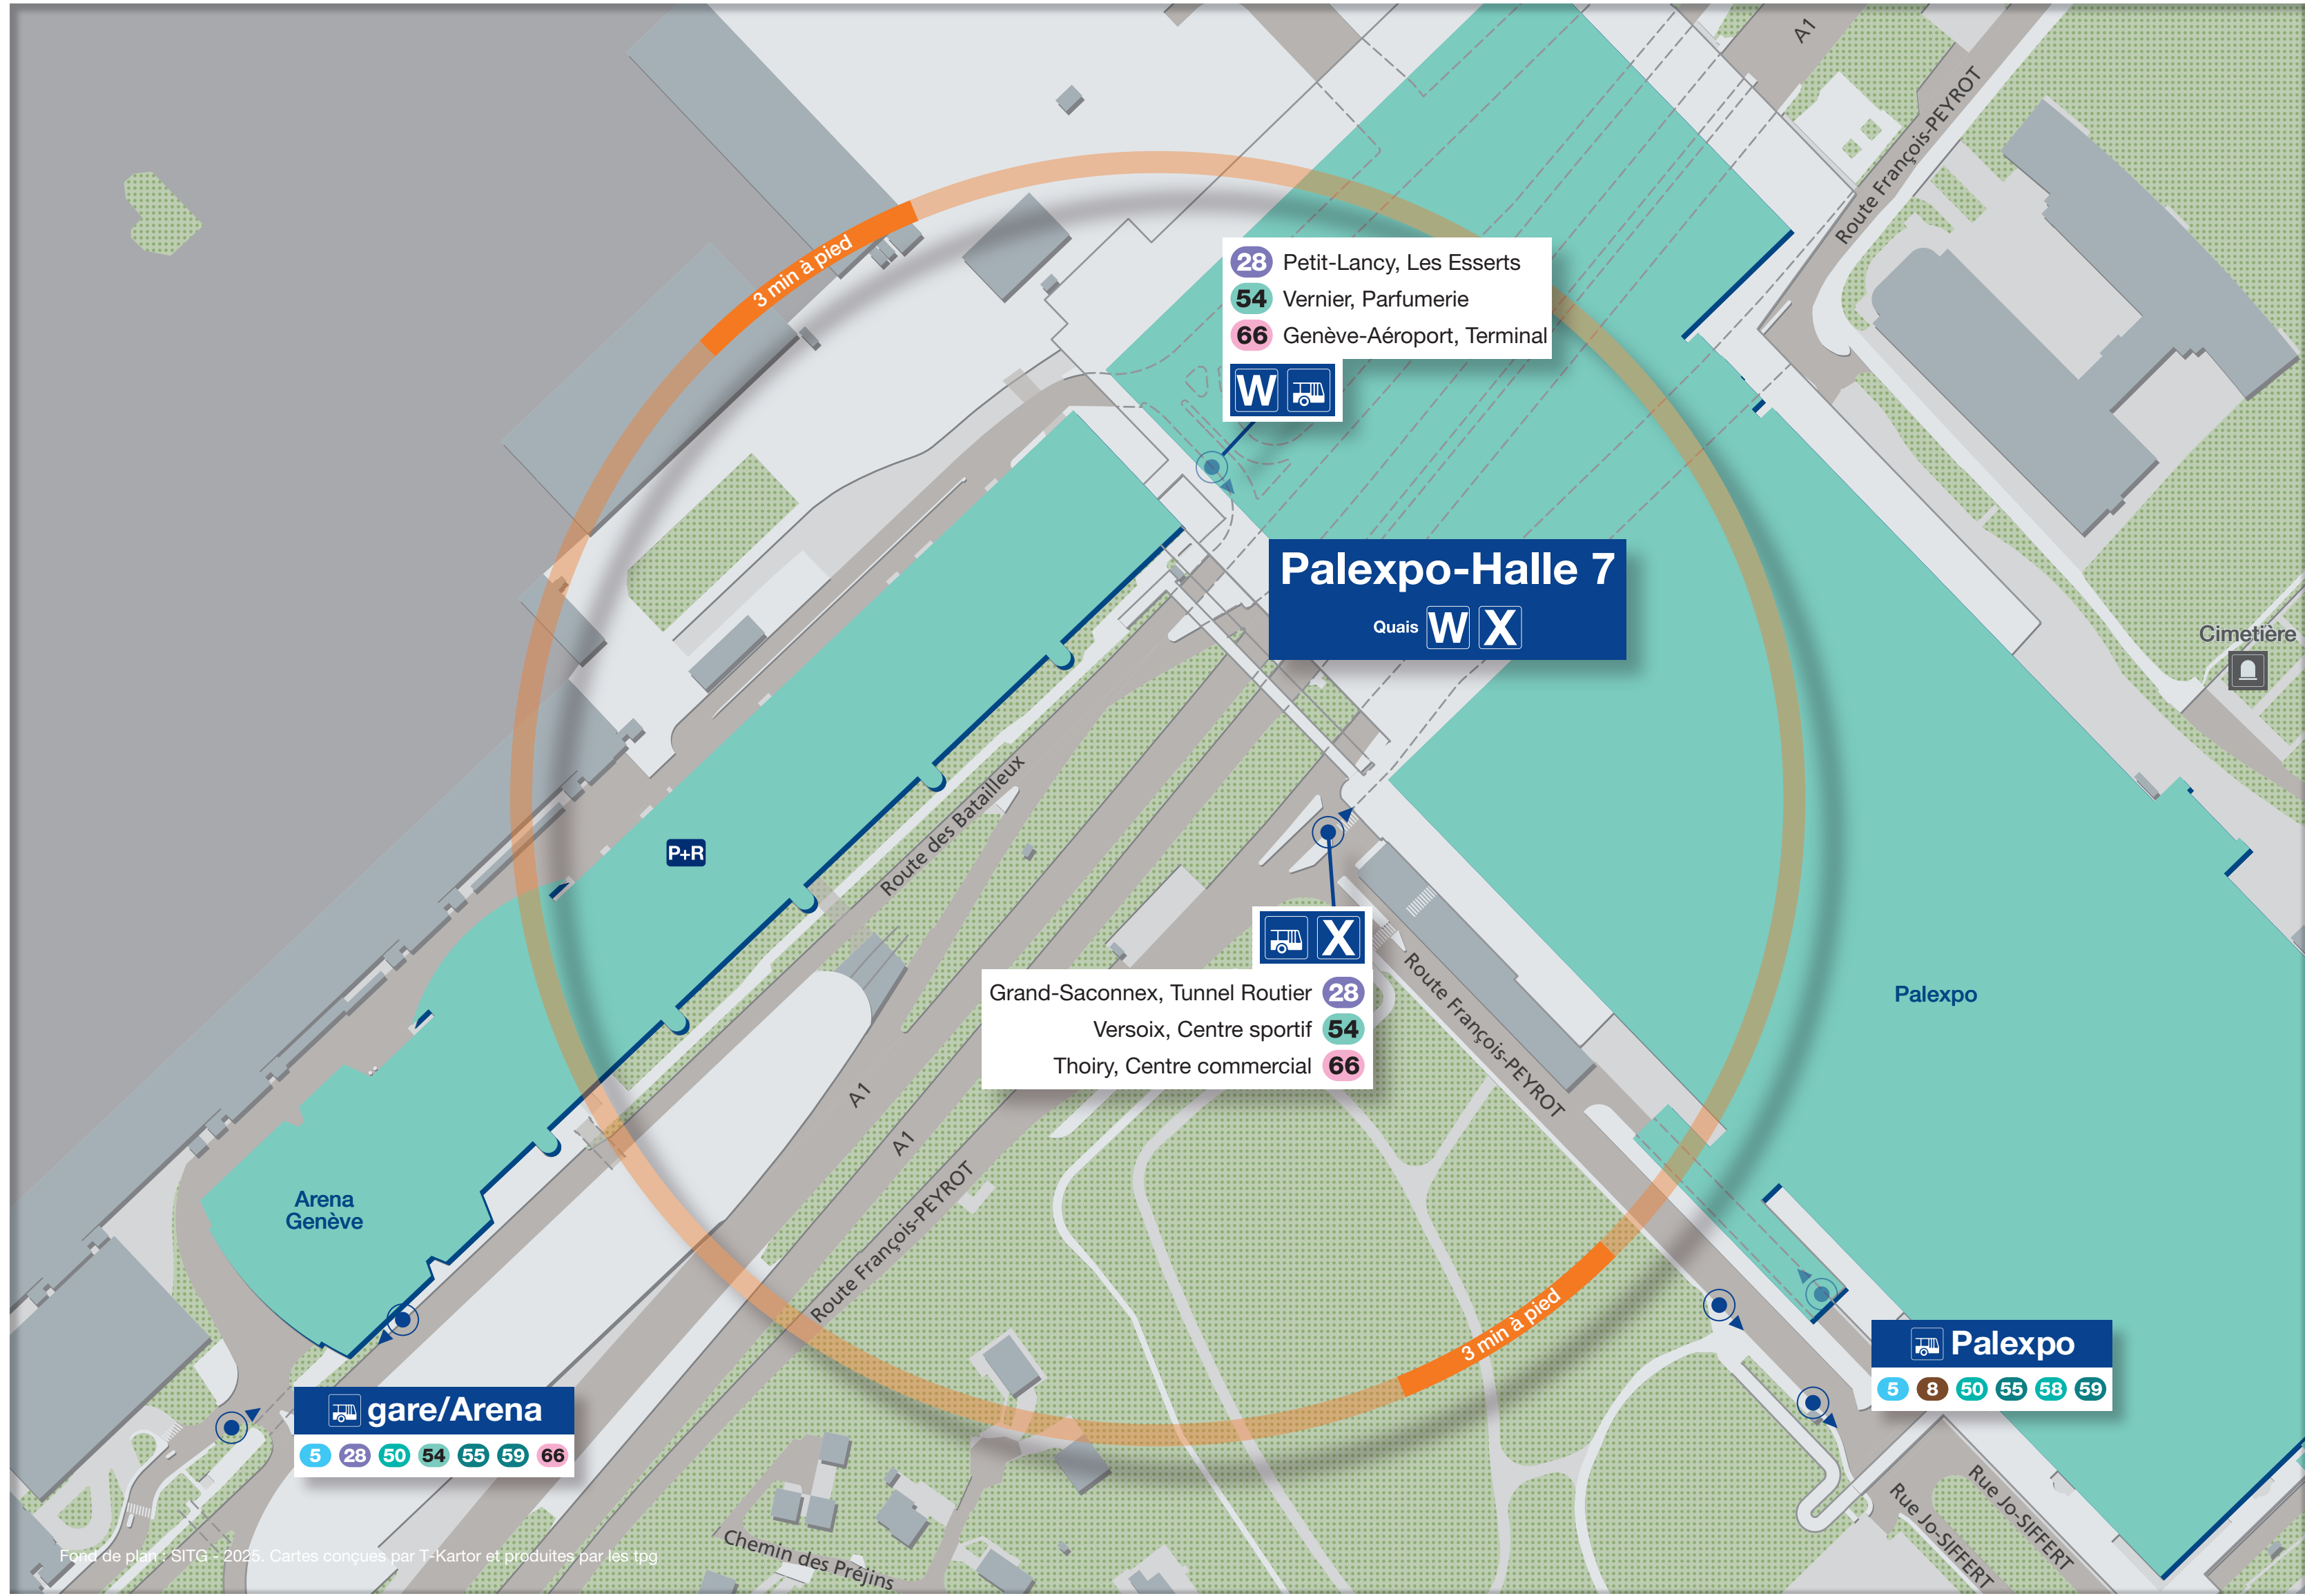 A1
Route François-PEYROT
3 min à pied
28 Petit-Lancy, Les Esserts
54 Vernier, Parfumerie
66 Genève-Aéroport, Terminal
W
Palexpo-Halle 7
Quais W X
Cimetière
P+R
Route des Batailleux
X
Grand-Saconnex, Tunnel Routier 28
Versoix, Centre sportif 54
Thoiry, Centre commercial 66
Route François-PEYROT
Palexpo
A1
A1
Route François-PEYROT
Arena
Genève
3 min à pied
Palexpo
5 8 50 55 58 59
gare/Arena
5 28 50 54 55 59 66
Rue Jo-SIFFERT
Rue Jo-SIFFERT
Chemin des Préjins
Fond de plan : SITG - 2025. Cartes conçues par T-Kartor et produites par les tpg